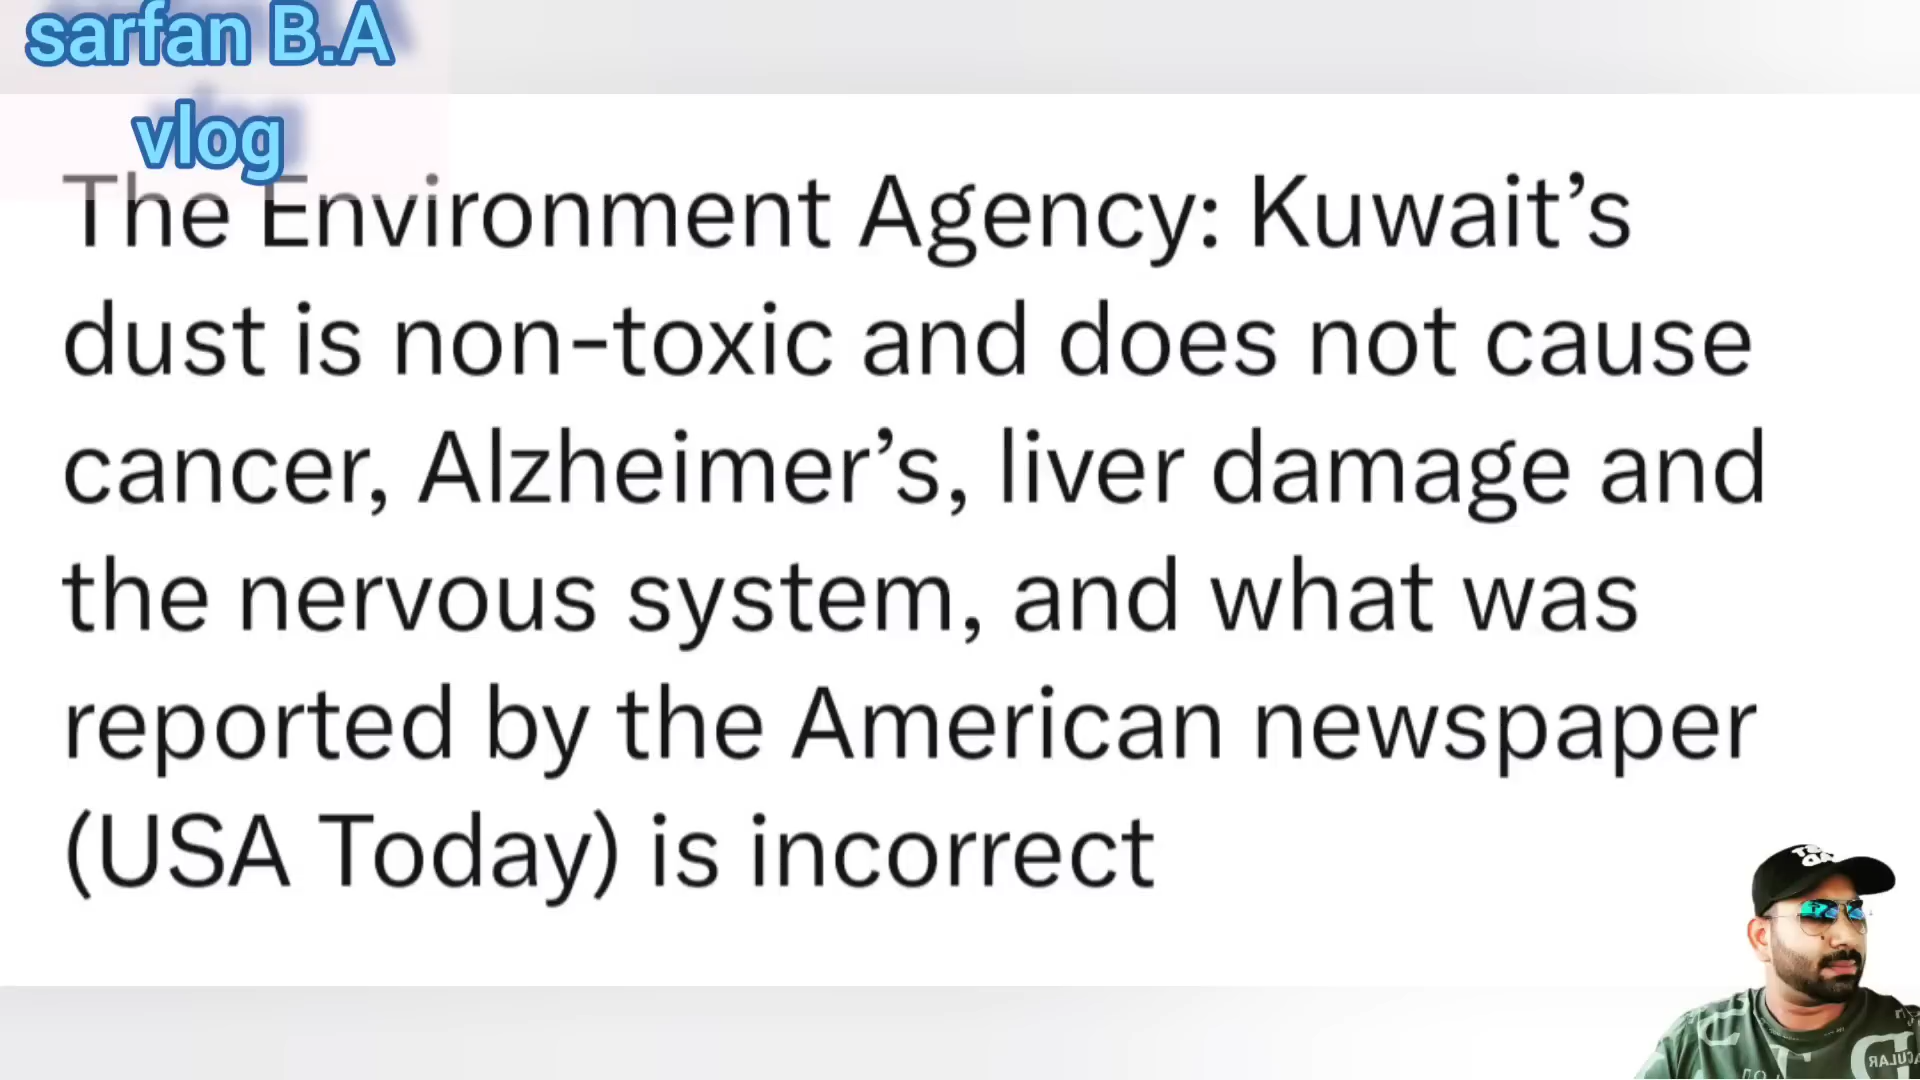 sarfan B.A
vlog
The Environment Agency: Kuwait’s
dust is non-toxic and does not cause
cancer, Alzheimer’s, liver damage and
the nervous system, and what was
reported by the American newspaper
(USA Today) is incorrect